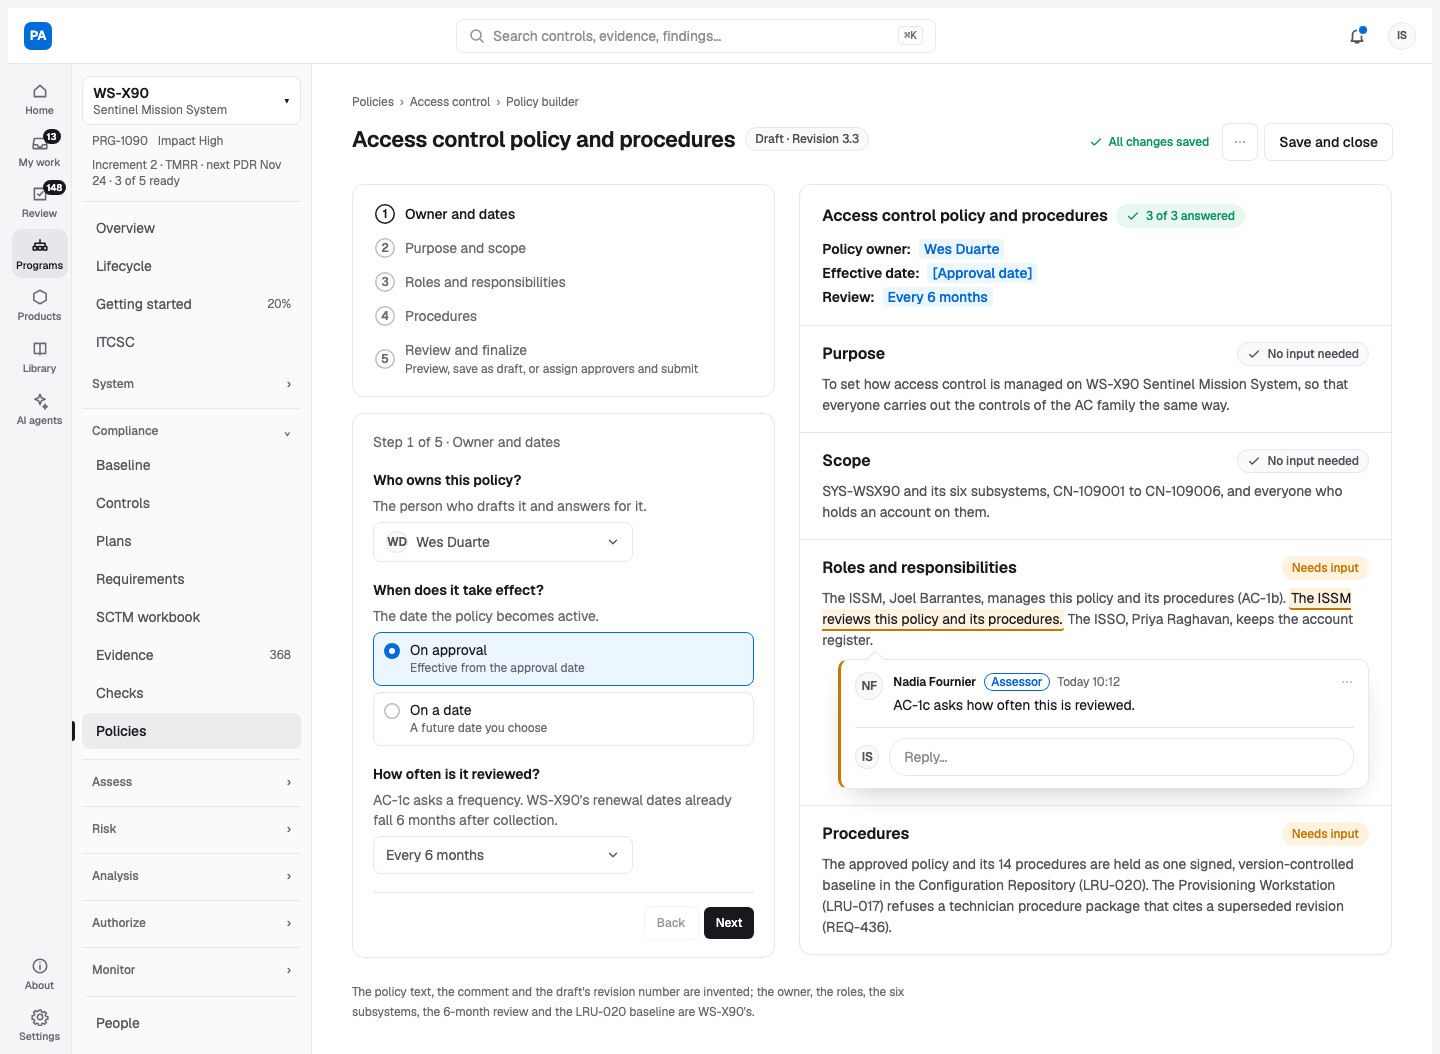 PA
Search controls, evidence, findings...
⌘K
IS
Home
13
My work
148
Review
Programs
Products
Library
AI agents
About
Settings
WS-X90
Sentinel Mission System
PRG-1090 Impact High
Increment 2 · TMRR · next PDR Nov
24 · 3 of 5 ready
Overview
Lifecycle
Getting started 20%
ITCSC
System
Compliance
Baseline
Controls
Plans
Requirements
SCTM workbook
Evidence 368
Checks
Policies
Assess
Risk
Analysis
Authorize
Monitor
People
Policies › Access control › Policy builder
Access control policy and procedures
Draft · Revision 3.3
All changes saved
...
Save and close
1 Owner and dates
2 Purpose and scope
3 Roles and responsibilities
4 Procedures
5 Review and finalize
Preview, save as draft, or assign approvers and submit
Step 1 of 5 · Owner and dates
Who owns this policy?
The person who drafts it and answers for it.
WD Wes Duarte
When does it take effect?
The date the policy becomes active.
On approval
Effective from the approval date
On a date
A future date you choose
How often is it reviewed?
AC-1c asks a frequency. WS-X90's renewal dates already
fall 6 months after collection.
Every 6 months
Back
Next
Access control policy and procedures
3 of 3 answered
Policy owner: Wes Duarte
Effective date: [Approval date]
Review: Every 6 months
Purpose
No input needed
To set how access control is managed on WS-X90 Sentinel Mission System, so that
everyone carries out the controls of the AC family the same way.
Scope
No input needed
SYS-WSX90 and its six subsystems, CN-109001 to CN-109006, and everyone who
holds an account on them.
Roles and responsibilities
Needs input
The ISSM, Joel Barrantes, manages this policy and its procedures (AC-1b). The ISSM
reviews this policy and its procedures. The ISSO, Priya Raghavan, keeps the account
register.
NF Nadia Fournier Assessor Today 10:12
...
AC-1c asks how often this is reviewed.
IS Reply...
Procedures
Needs input
The approved policy and its 14 procedures are held as one signed, version-controlled
baseline in the Configuration Repository (LRU-020). The Provisioning Workstation
(LRU-017) refuses a technician procedure package that cites a superseded revision
(REQ-436).
The policy text, the comment and the draft's revision number are invented; the owner, the roles, the six
subsystems, the 6-month review and the LRU-020 baseline are WS-X90's.